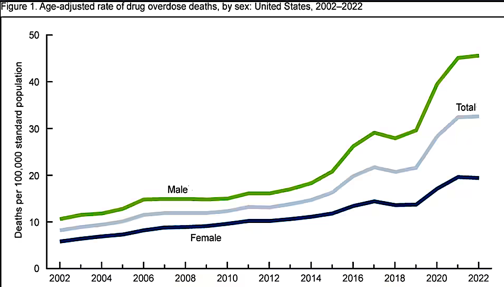 Figure 1. Age-adjusted rate of drug overdose deaths, by sex: United States, 2002–2022
Deaths per 100,000 standard population
50
40
30
20
10
0
Total
Male
Female
2002 2004 2006 2008 2010 2012 2014 2016 2018 2020 2022